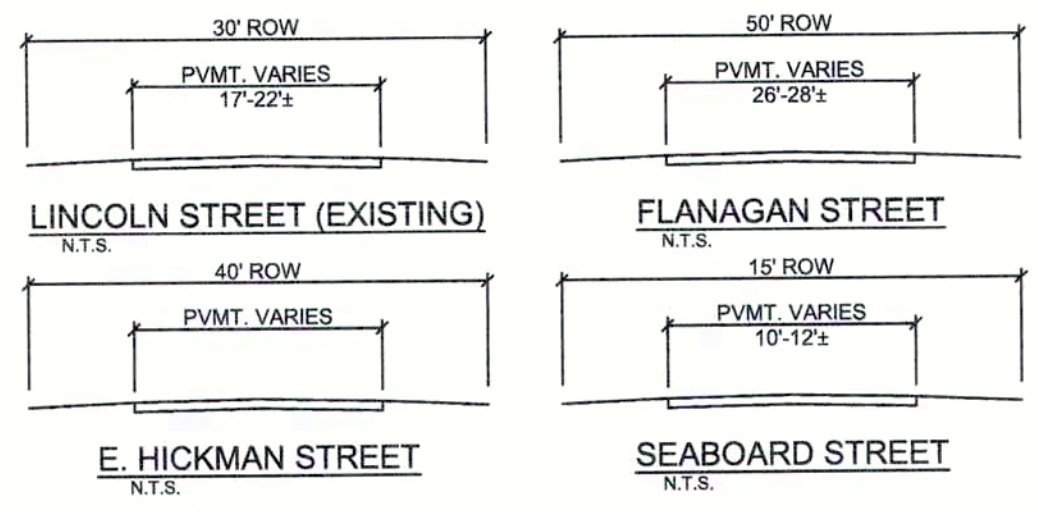 30' ROW
PVMT. VARIES
17'-22'±
LINCOLN STREET (EXISTING)
N.T.S.
50' ROW
PVMT. VARIES
26'-28'±
FLANAGAN STREET
N.T.S.
40' ROW
PVMT. VARIES
E. HICKMAN STREET
N.T.S.
15' ROW
PVMT. VARIES
10'-12'±
SEABOARD STREET
N.T.S.